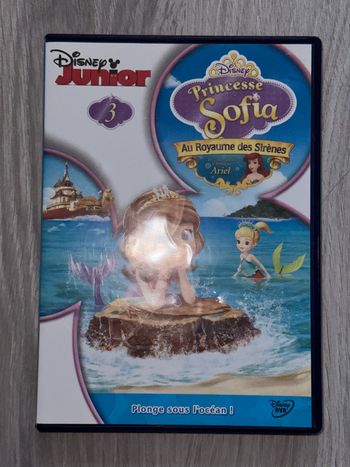 Disney
Junior
3
Disney
Princesse
Sofia
Au Royaume des Sirènes
Ariel
Plonge sous l'océan !
Disney
DVD